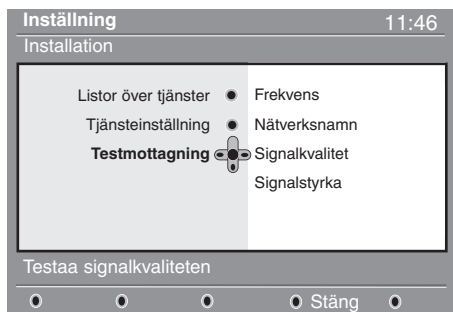 Inställning 11:46
Installation
Listor över tjänster Frekvens
Tjänsteinställning Nätverksnamn
Testmottagning Signalkvalitet
Signalstyrka
Testaa signalkvaliteten
Stäng